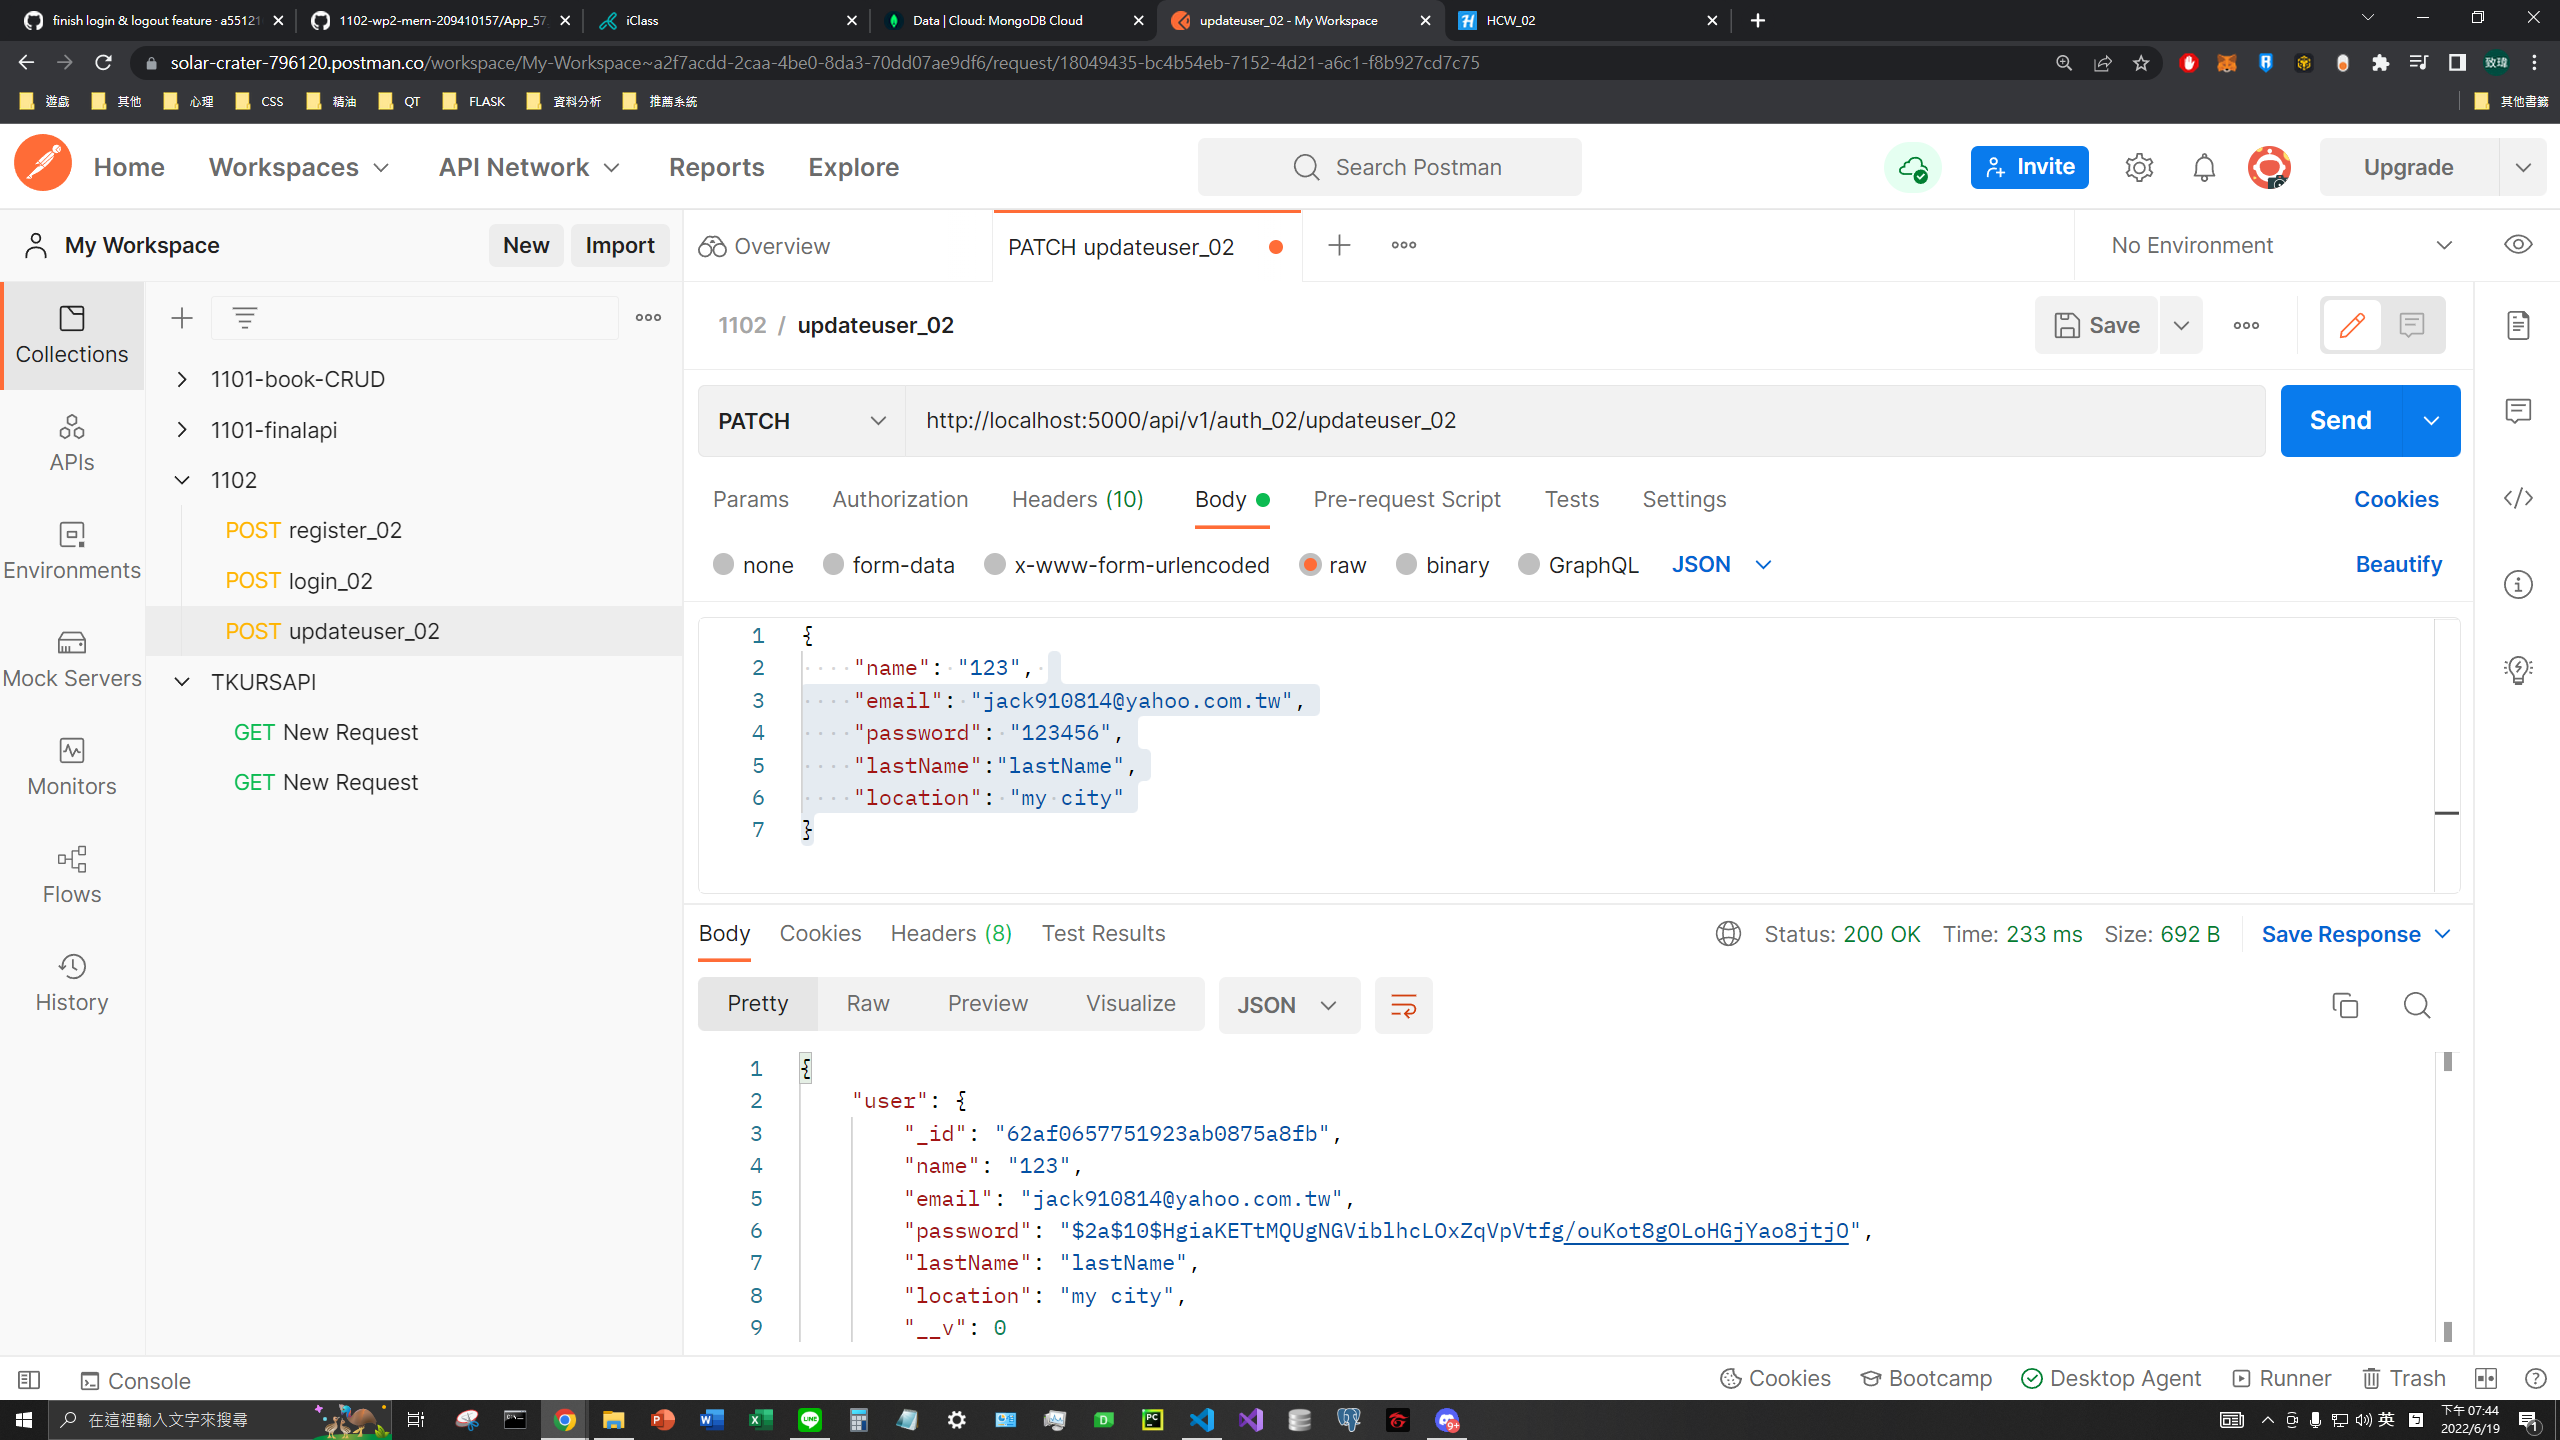 finish login & logout feature · a55121
1102-wp2-mern-209410157/App_57
iClass
Data | Cloud: MongoDB Cloud
updateuser_02 - My Workspace
HCW_02
solar-crater-796120.postman.co/workspace/My-Workspace~a2f7acdd-2caa-4be0-8da3-70dd07ae9df6/request/18049435-bc4b54eb-7152-4d21-a6c1-f8b927cd7c75
致瑋
遊戲
其他
心理
CSS
精油
QT
FLASK
資料分析
推薦系統
其他書籤
Home
Workspaces
API Network
Reports
Explore
Search Postman
Invite
Upgrade
My Workspace
New
Import
Overview
PATCH updateuser_02
No Environment
Collections
APIs
Environments
Mock Servers
Monitors
Flows
History
1101-book-CRUD
1101-finalapi
1102
POST register_02
POST login_02
POST updateuser_02
TKURSAPI
GET New Request
GET New Request
1102 / updateuser_02
Save
PATCH
http://localhost:5000/api/v1/auth_02/updateuser_02
Send
Params
Authorization
Headers (10)
Body
Pre-request Script
Tests
Settings
Cookies
none
form-data
x-www-form-urlencoded
raw
binary
GraphQL
JSON
Beautify
1 {
2 "name": "123",
3 "email": "jack910814@yahoo.com.tw",
4 "password": "123456",
5 "lastName":"lastName",
6 "location": "my city"
7 }
Body
Cookies
Headers (8)
Test Results
Status: 200 OK
Time: 233 ms
Size: 692 B
Save Response
Pretty
Raw
Preview
Visualize
JSON
1 {
2 "user": {
3 "_id": "62af0657751923ab0875a8fb",
4 "name": "123",
5 "email": "jack910814@yahoo.com.tw",
6 "password": "$2a$10$HgiaKETtMQUgNGViblhcLOxZqVpVtfg/ouKot8gOLoHGjYao8jtjO",
7 "lastName": "lastName",
8 "location": "my city",
9 "__v": 0
Console
Cookies
Bootcamp
Desktop Agent
Runner
Trash
在這裡輸入文字來搜尋
9+
英
下午 07:44
2022/6/19
1